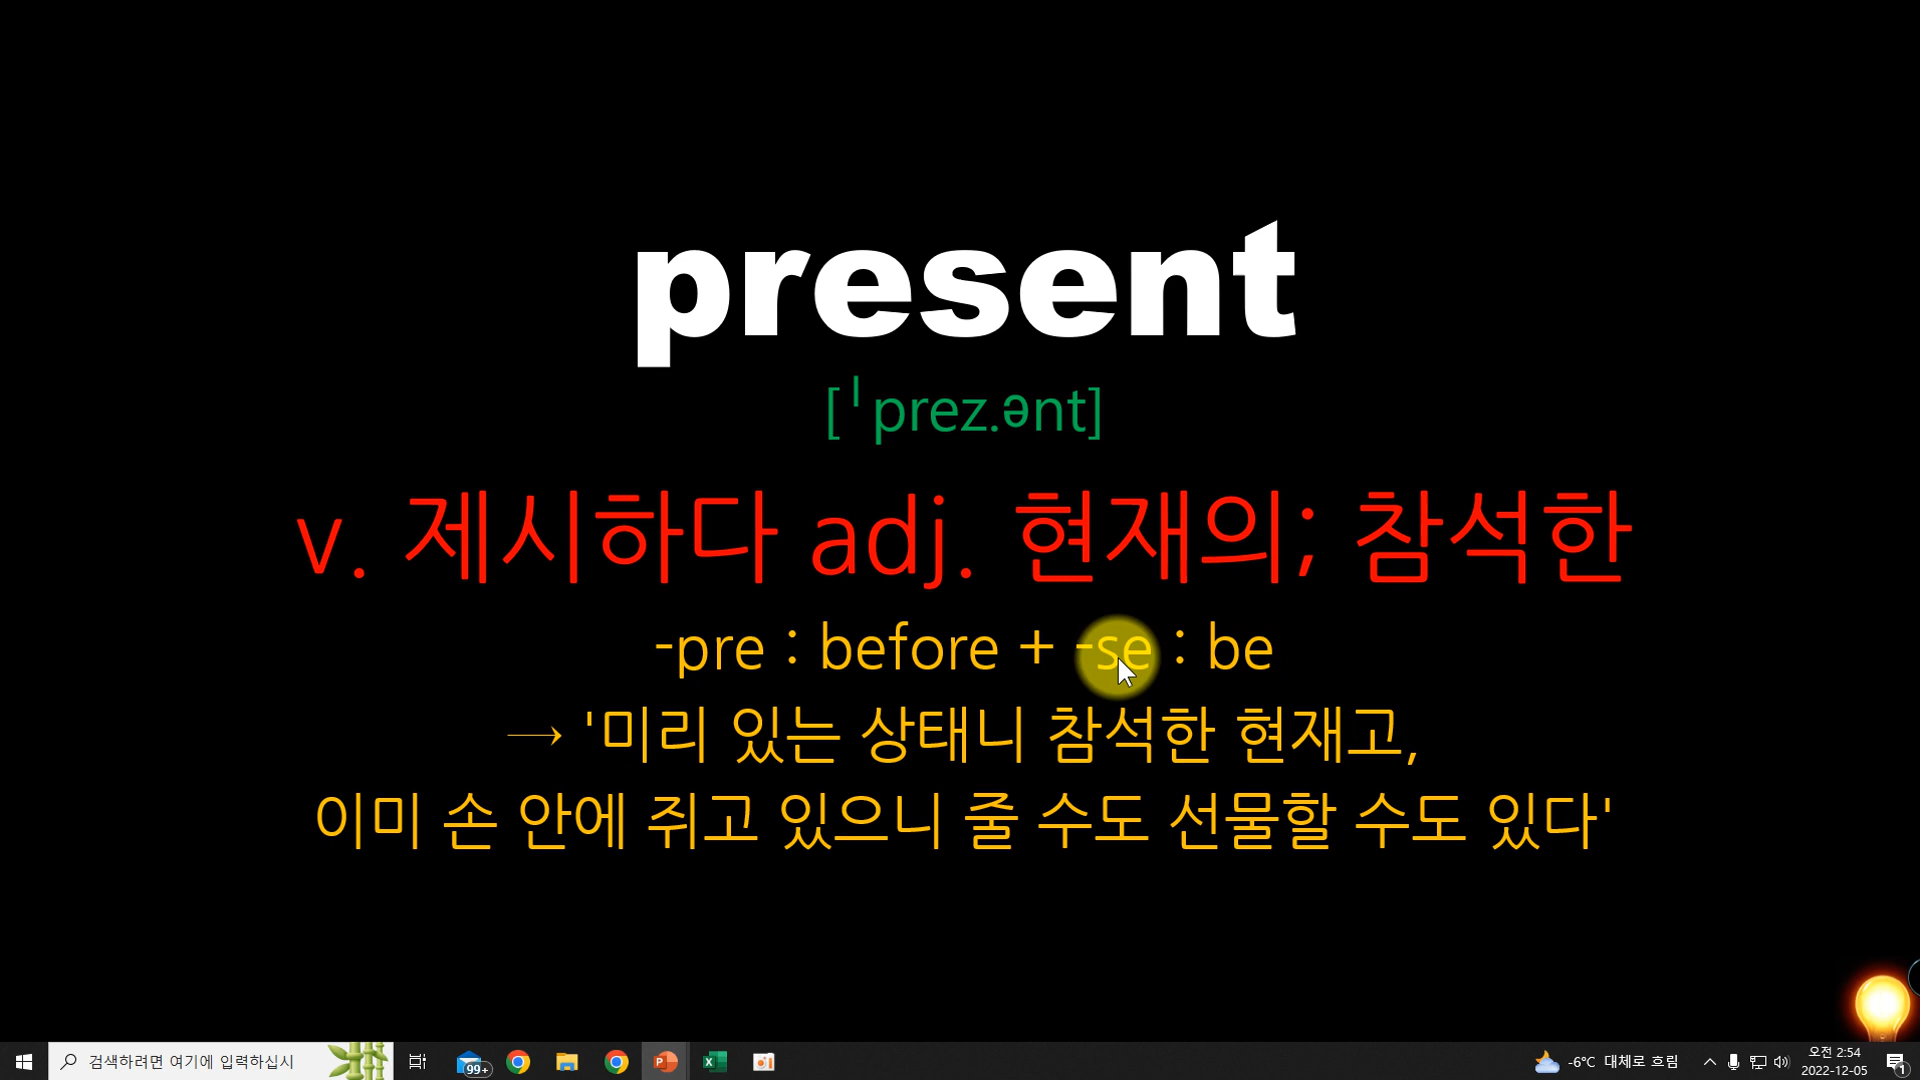 present
[ˈprez.ənt]
v. 제시하다 adj. 현재의; 참석한
-pre : before + -se : be
→ '미리 있는 상태니 참석한 현재고,
이미 손 안에 쥐고 있으니 줄 수도 선물할 수도 있다'
검색하려면 여기에 입력하십시
99+
-6℃ 대체로 흐림
오전 2:54
2022-12-05
1